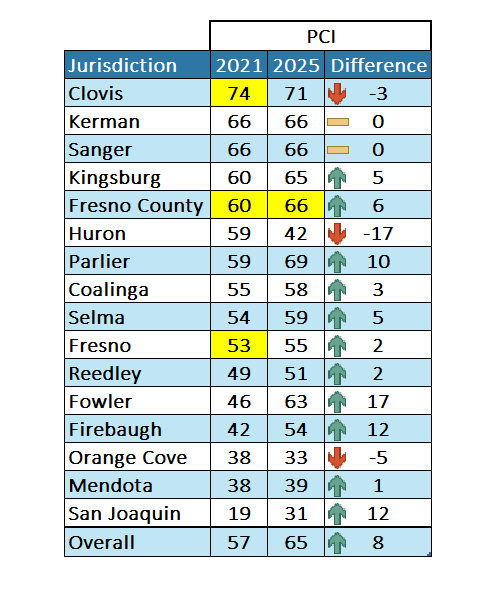 PCI
Jurisdiction 2021 2025 Difference
Clovis 74 71 -3
Kerman 66 66 0
Sanger 66 66 0
Kingsburg 60 65 5
Fresno County 60 66 6
Huron 59 42 -17
Parlier 59 69 10
Coalinga 55 58 3
Selma 54 59 5
Fresno 53 55 2
Reedley 49 51 2
Fowler 46 63 17
Firebaugh 42 54 12
Orange Cove 38 33 -5
Mendota 38 39 1
San Joaquin 19 31 12
Overall 57 65 8